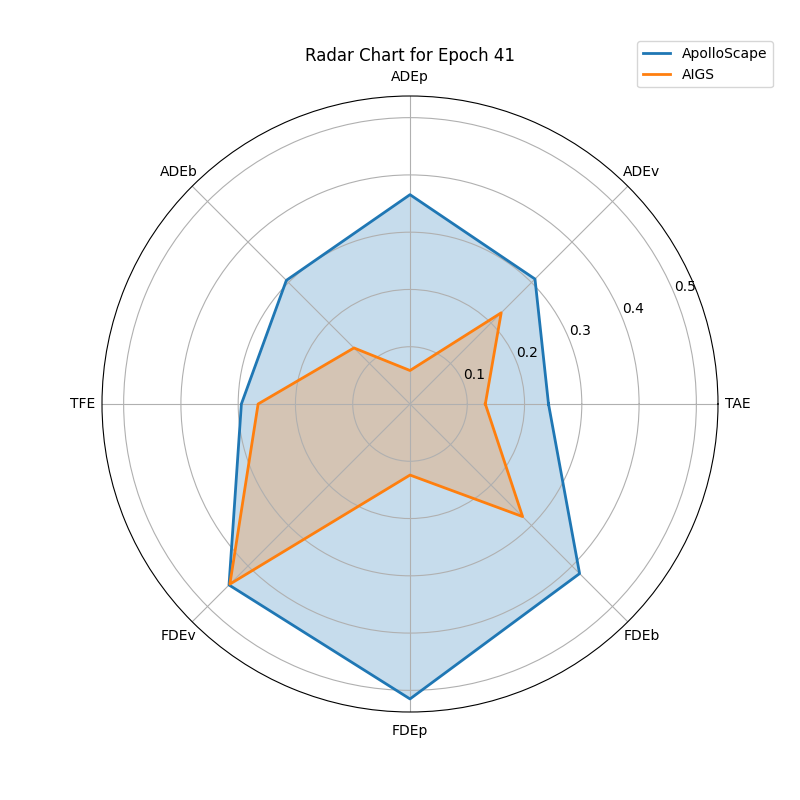 Radar Chart for Epoch 41
ApolloScape
AIGS
ADEp
ADEb
ADEv
0.5
0.4
0.3
0.2
0.1
TFE
TAE
FDEv
FDEb
FDEp